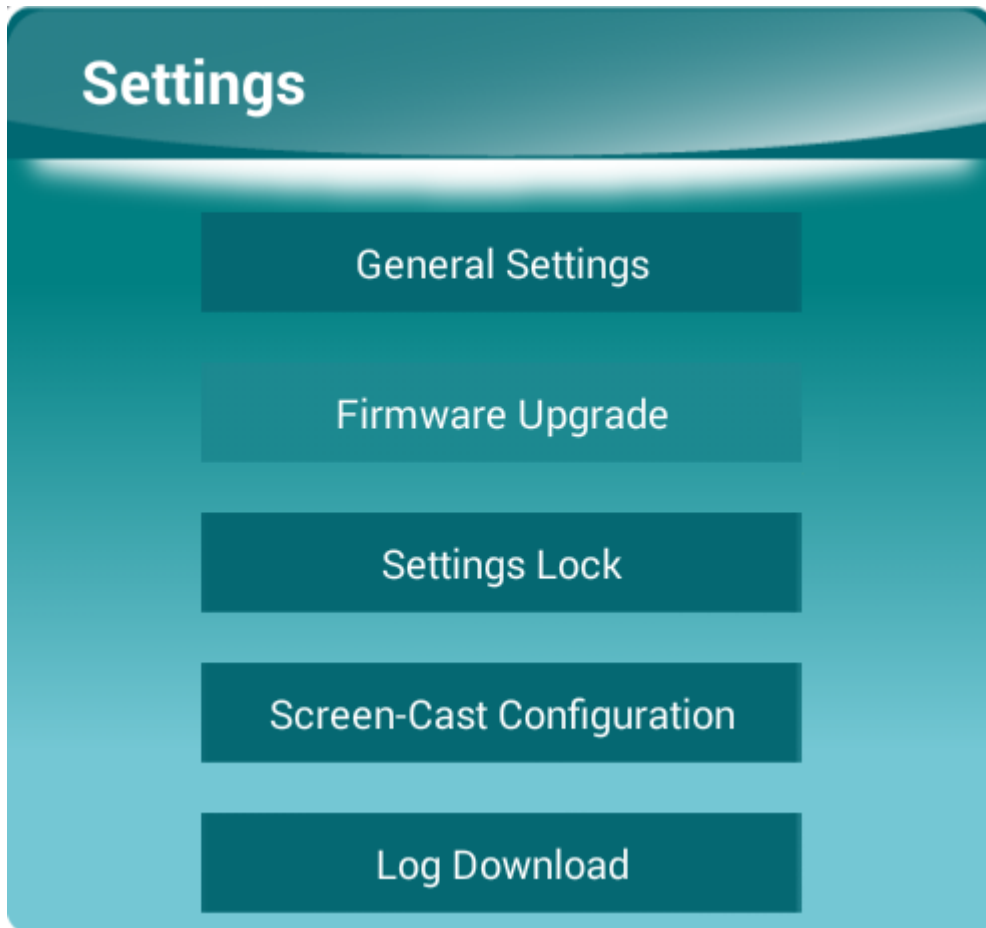 Settings
General Settings
Firmware Upgrade
Settings Lock
Screen-Cast Configuration
Log Download